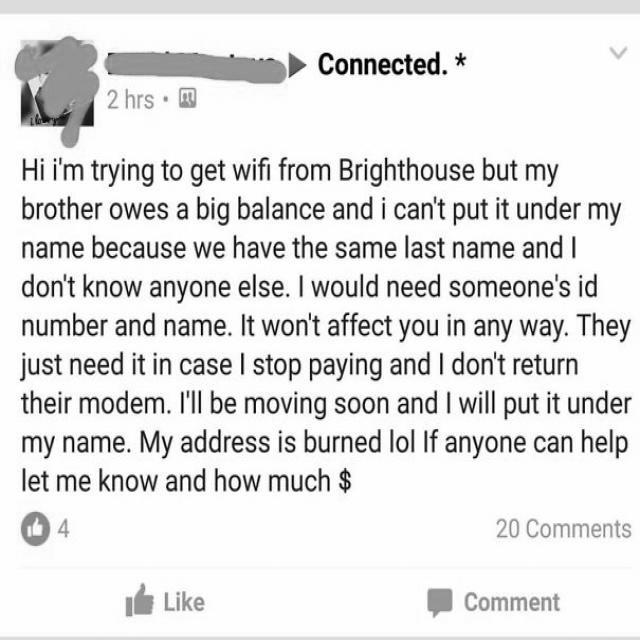 Connected. *
2 hrs •
Hi i'm trying to get wifi from Brighthouse but my
brother owes a big balance and i can't put it under my
name because we have the same last name and I
don't know anyone else. I would need someone's id
number and name. It won't affect you in any way. They
just need it in case I stop paying and I don't return
their modem. I'll be moving soon and I will put it under
my name. My address is burned lol If anyone can help
let me know and how much $
4 20 Comments
Like Comment